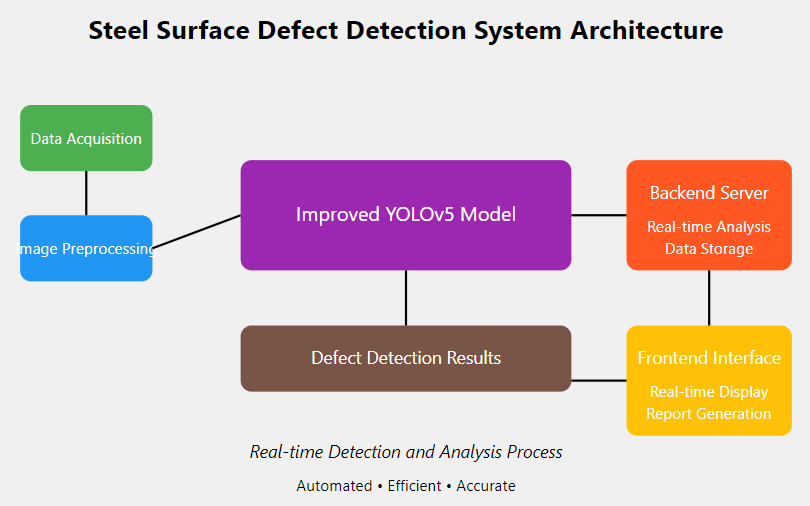 Steel Surface Defect Detection System Architecture
Data Acquisition
Image Preprocessing
Improved YOLOv5 Model
Backend Server
Real-time Analysis
Data Storage
Defect Detection Results
Frontend Interface
Real-time Display
Report Generation
Real-time Detection and Analysis Process
Automated • Efficient • Accurate